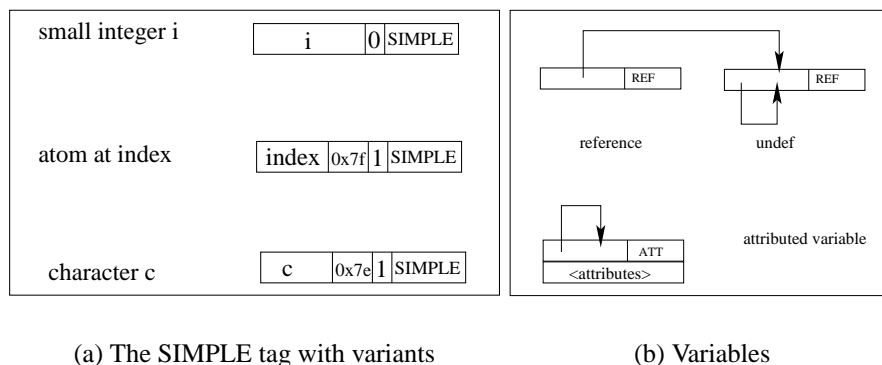 small integer i
i 0 SIMPLE
atom at index
index 0x7f 1 SIMPLE
character c
c 0x7e 1 SIMPLE
REF REF
reference undef
ATT
attributed variable
<attributes>
(a) The SIMPLE tag with variants
(b) Variables